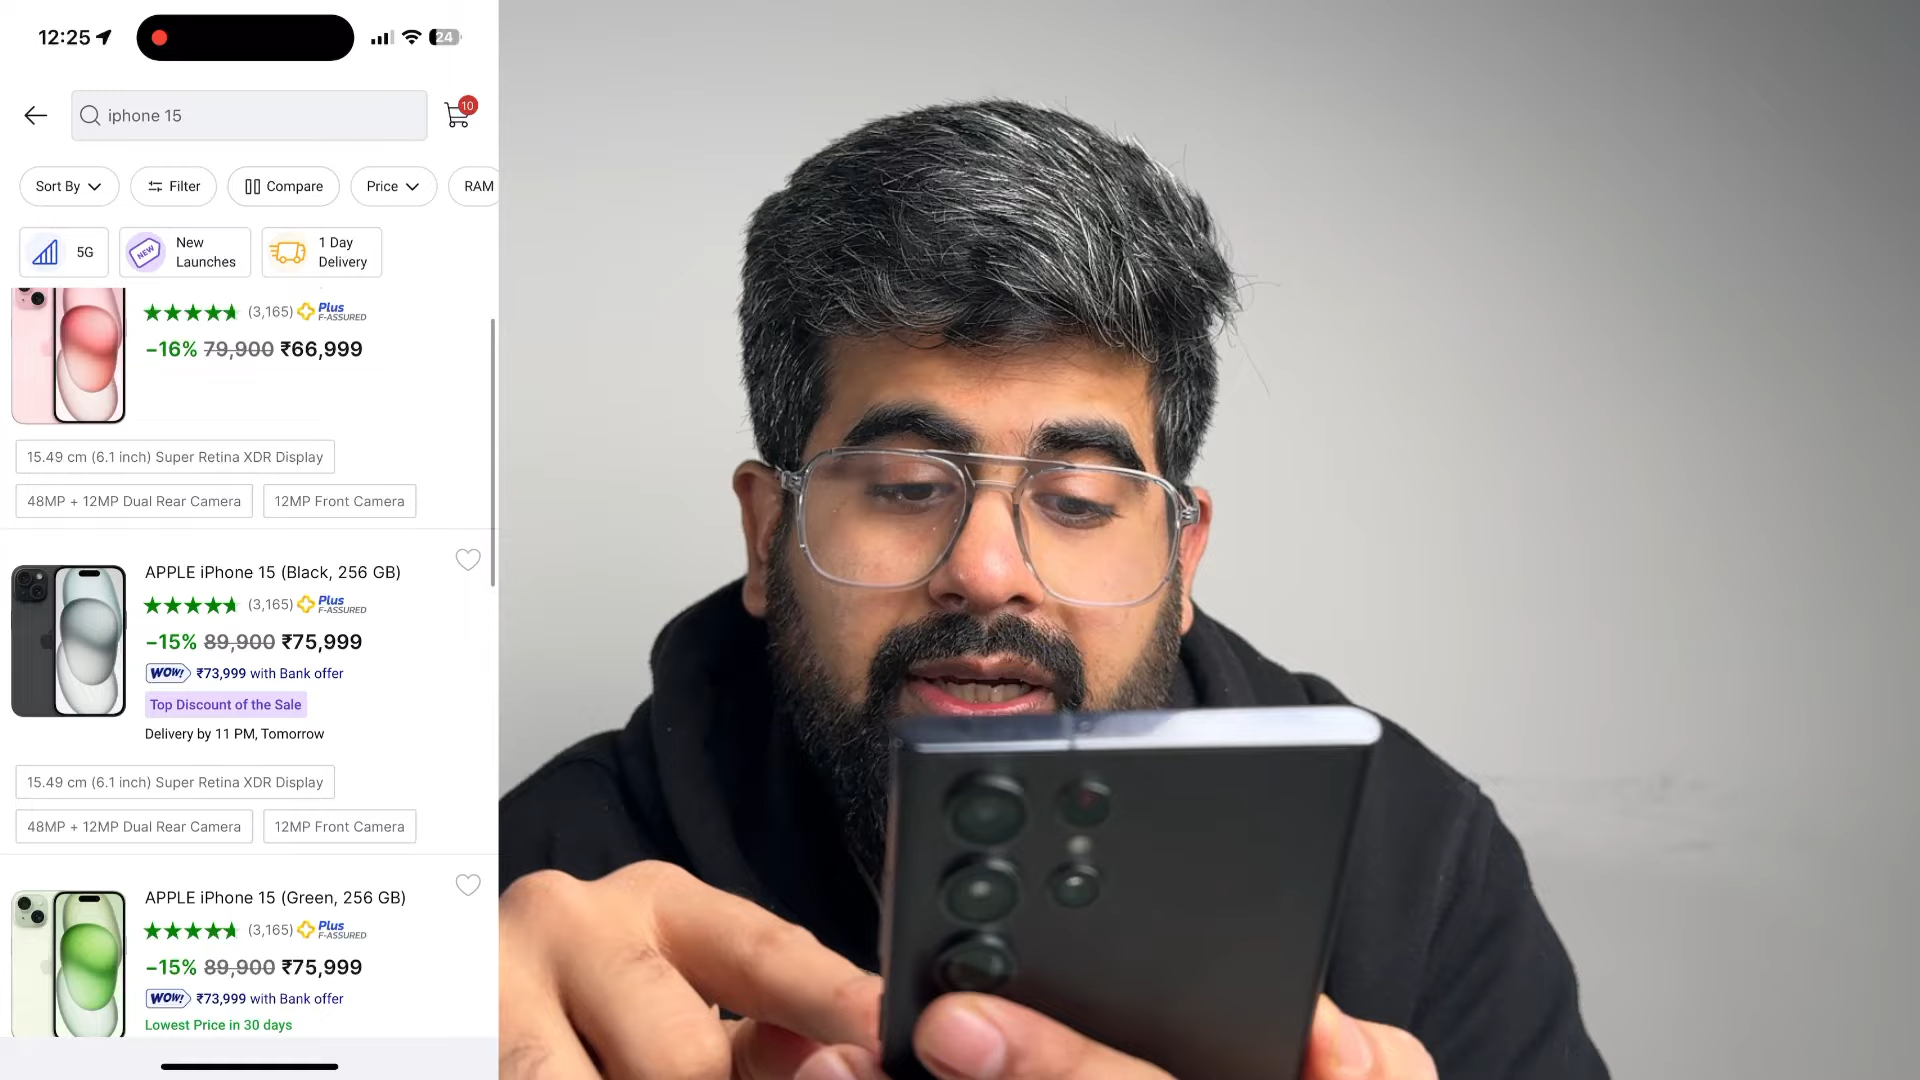 12:25
24
iphone 15
10
Sort By
Filter
Compare
Price
RAM
5G
NEW
New
Launches
1 Day
Delivery
(3,165)
Plus
F-ASSURED
-16% 79,900 ₹66,999
15.49 cm (6.1 inch) Super Retina XDR Display
48MP + 12MP Dual Rear Camera
12MP Front Camera
APPLE iPhone 15 (Black, 256 GB)
(3,165)
Plus
F-ASSURED
-15% 89,900 ₹75,999
WOW! ₹73,999 with Bank offer
Top Discount of the Sale
Delivery by 11 PM, Tomorrow
15.49 cm (6.1 inch) Super Retina XDR Display
48MP + 12MP Dual Rear Camera
12MP Front Camera
APPLE iPhone 15 (Green, 256 GB)
(3,165)
Plus
F-ASSURED
-15% 89,900 ₹75,999
WOW! ₹73,999 with Bank offer
Lowest Price in 30 days